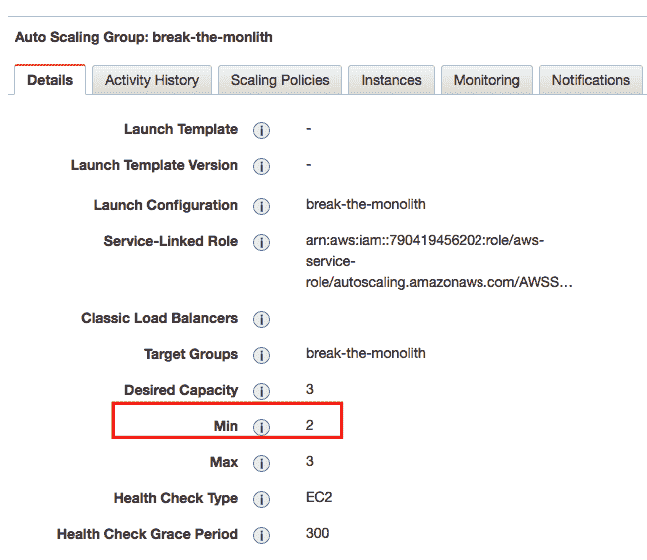 Auto Scaling Group: break-the-monlith
Details Activity History Scaling Policies Instances Monitoring Notifications
Launch Template i -
Launch Template Version i -
Launch Configuration i break-the-monolith
Service-Linked Role i arn:aws:iam::790419456202:role/aws-
service-
role/autoscaling.amazonaws.com/AWSS...
Classic Load Balancers i
Target Groups i break-the-monolith
Desired Capacity i 3
Min i 2
Max i 3
Health Check Type i EC2
Health Check Grace Period i 300